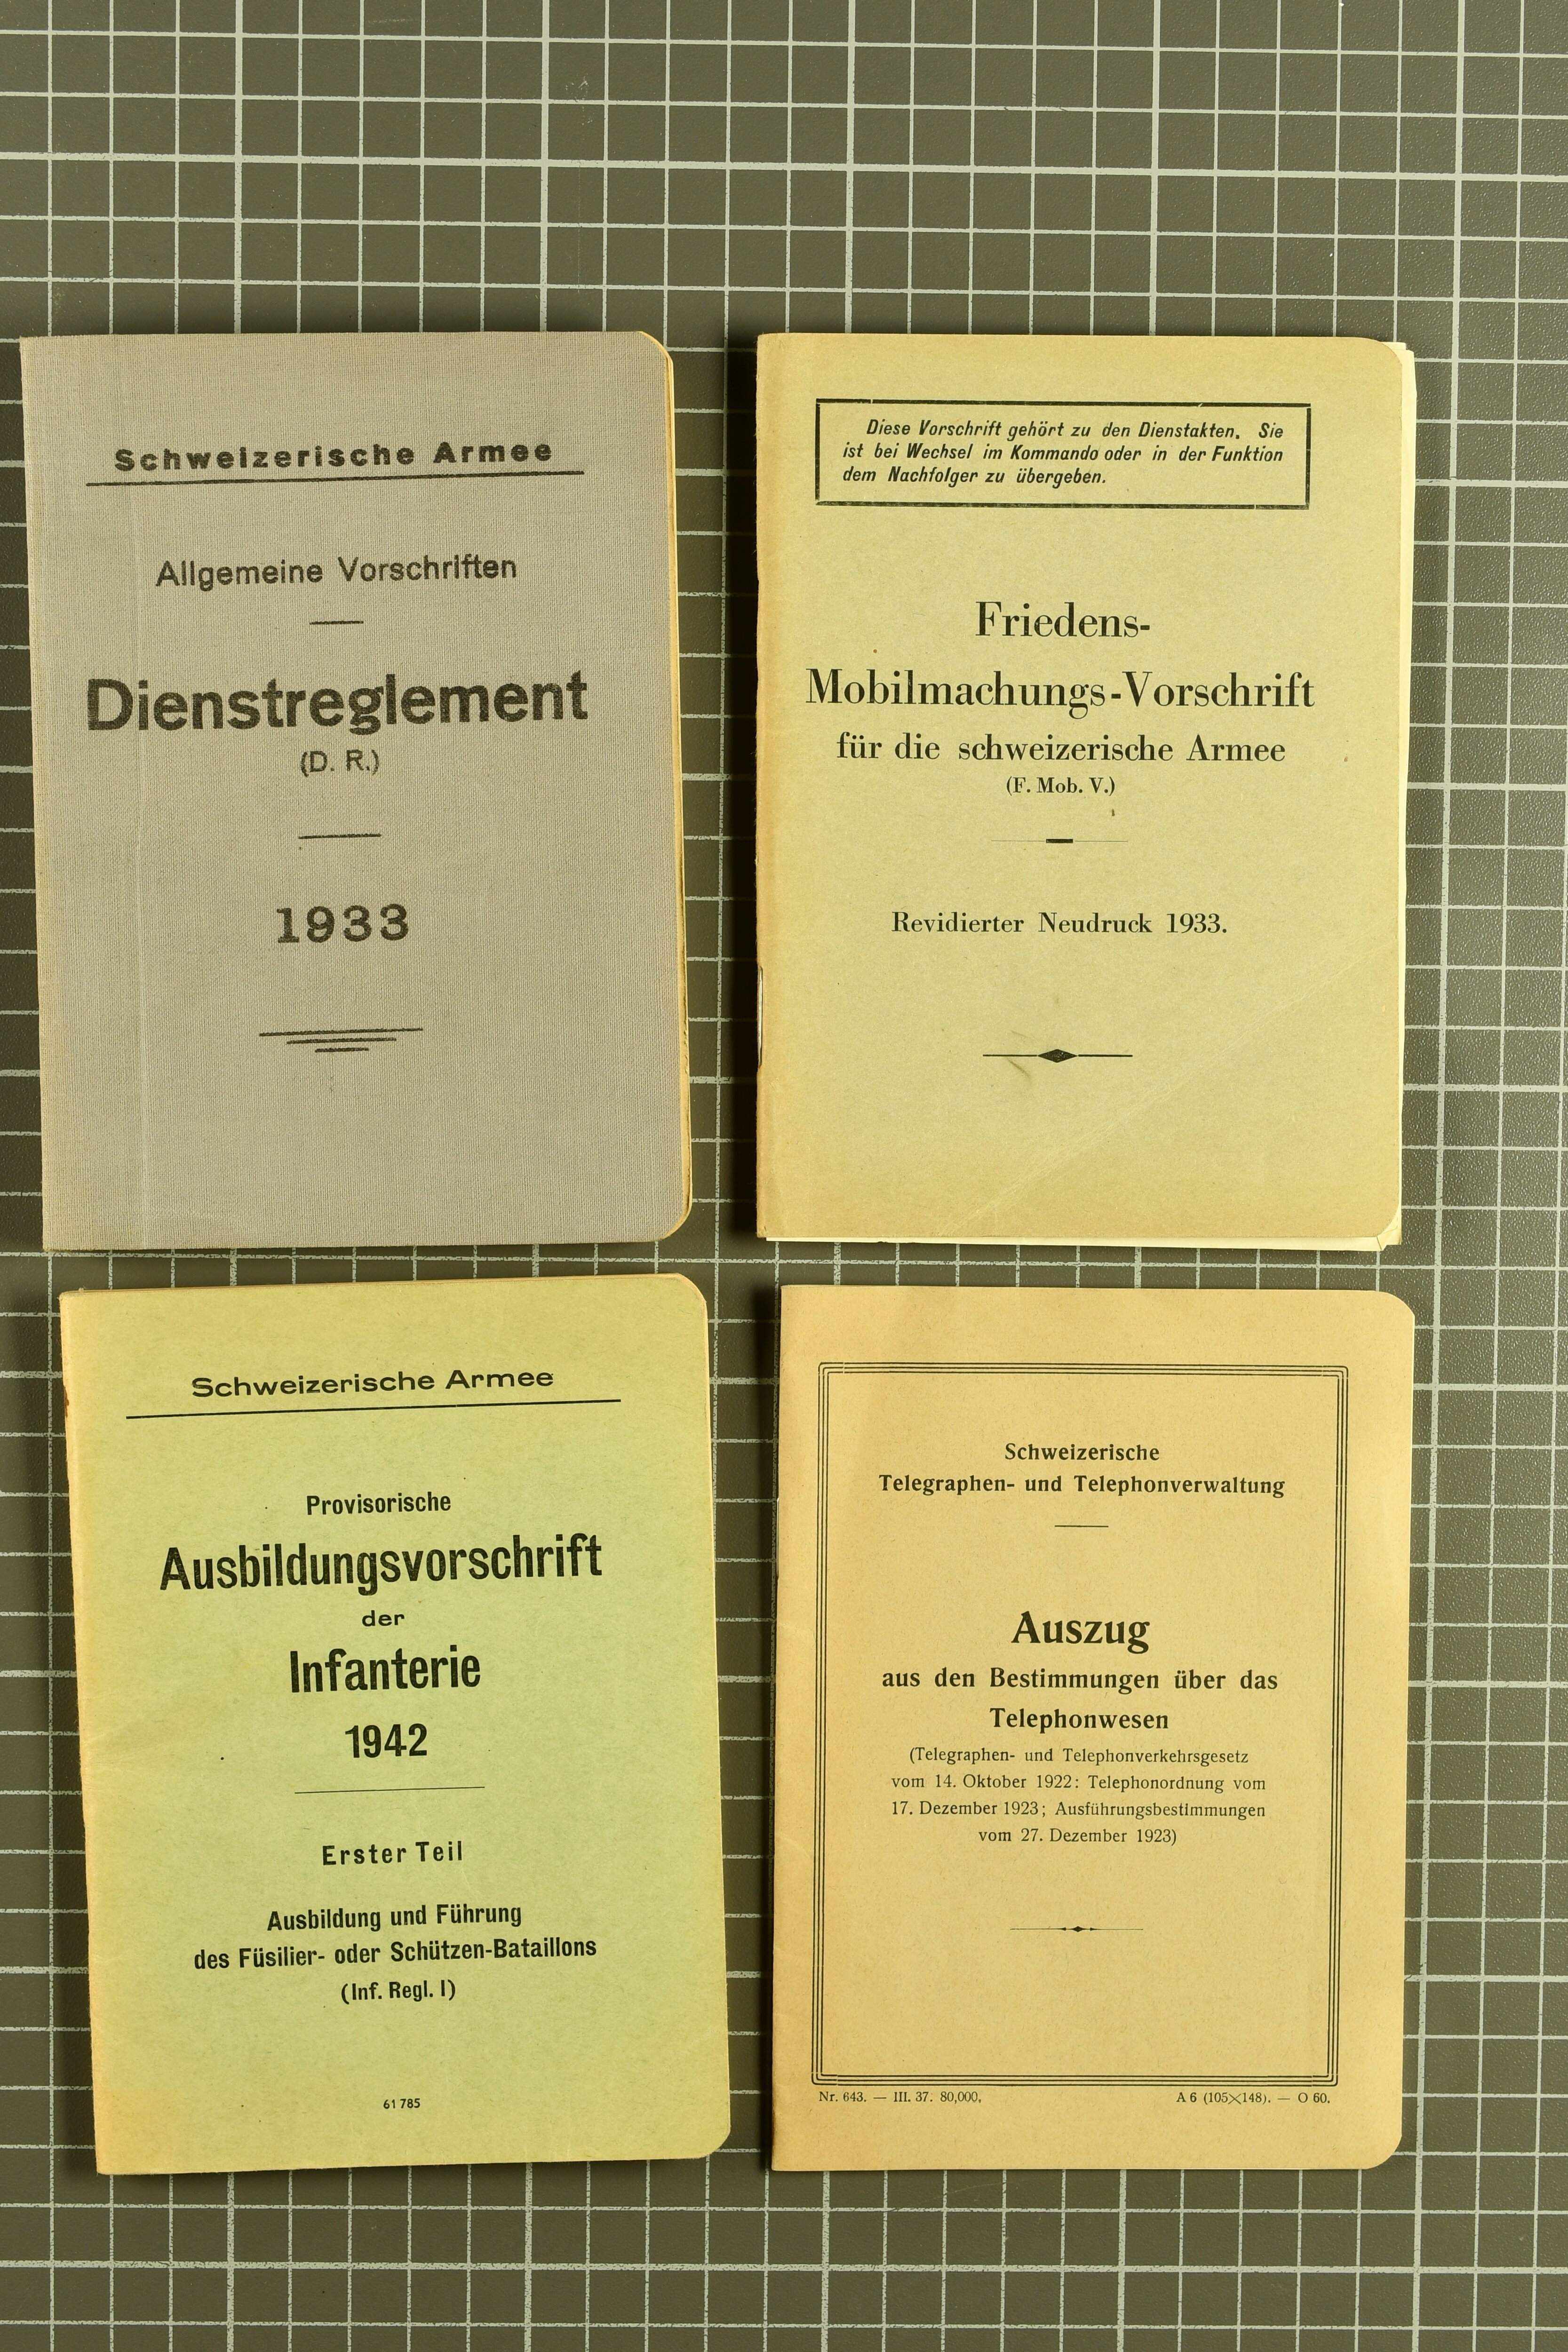 Schweizerische Armee
Allgemeine Vorschriften
Dienstreglement
(D. R.)
1933
Diese Vorschrift gehört zu den Dienstakten. Sie
ist bei Wechsel im Kommando oder in der Funktion
dem Nachfolger zu übergeben.
Friedens-
Mobilmachungs-Vorschrift
für die schweizerische Armee
(F. Mob. V.)
Revidierter Neudruck 1933.
Schweizerische Armee
Provisorische
Ausbildungsvorschrift
der
Infanterie
1942
Erster Teil
Ausbildung und Führung
des Füsilier- oder Schützen-Bataillons
(Inf. Regl. I)
61 785
Schweizerische
Telegraphen- und Telephonverwaltung
Auszug
aus den Bestimmungen über das
Telephonwesen
(Telegraphen- und Telephonverkehrsgesetz
vom 14. Oktober 1922: Telephonordnung vom
17. Dezember 1923; Ausführungsbestimmungen
vom 27. Dezember 1923)
Nr. 643. — III. 37. 80,000.
A 6 (105×148). — O 60.